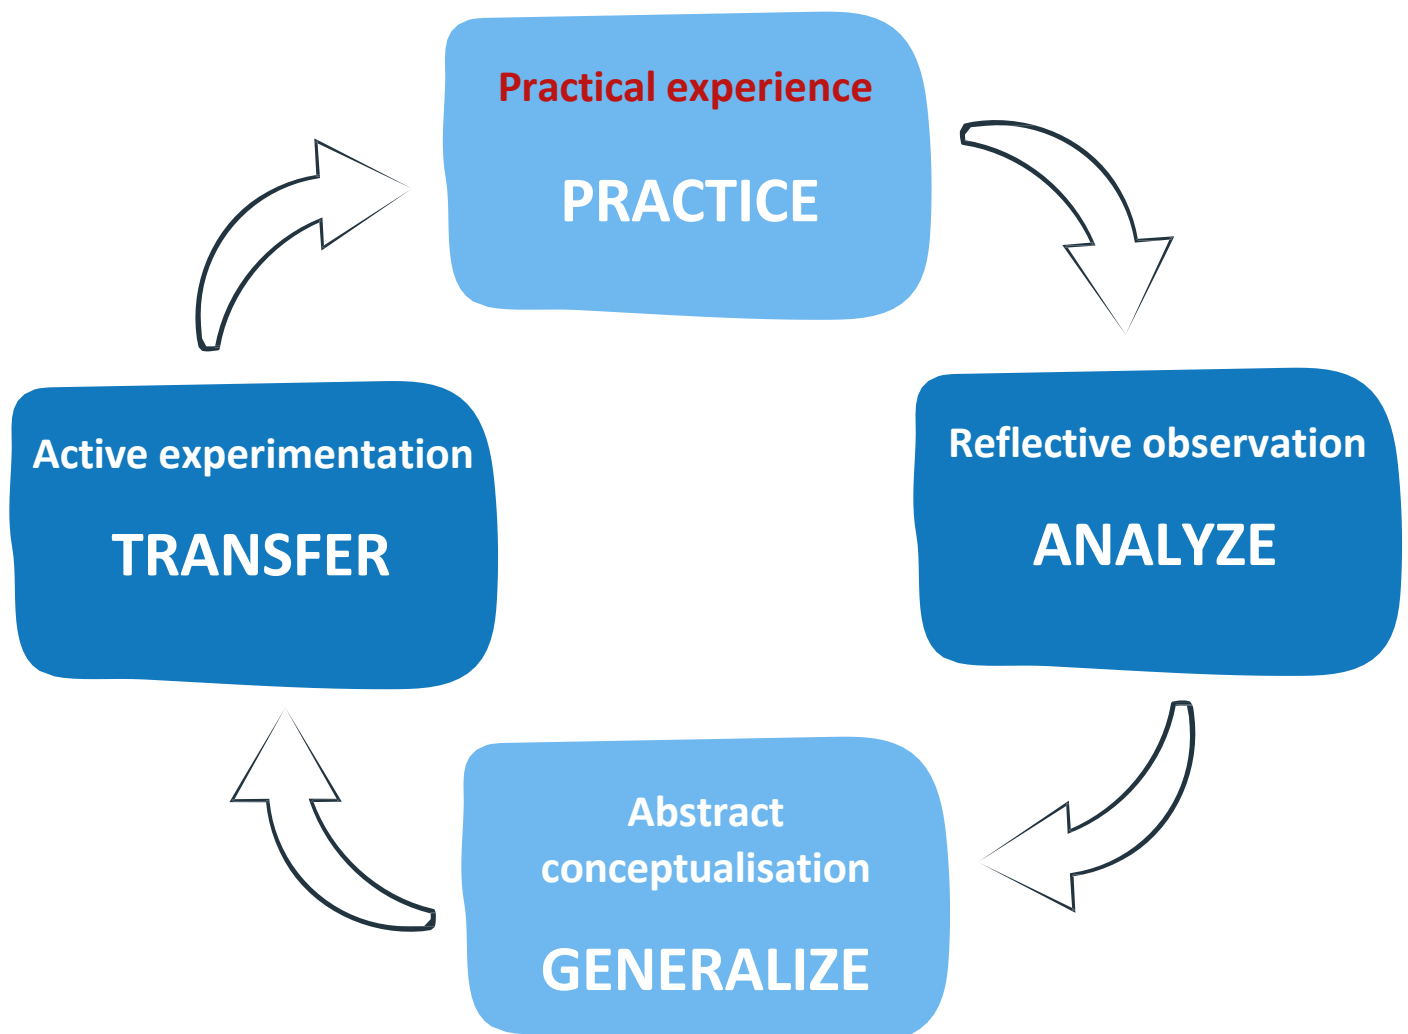 Practical experience
PRACTICE
Reflective observation
ANALYZE
Abstract
conceptualisation
GENERALIZE
Active experimentation
TRANSFER